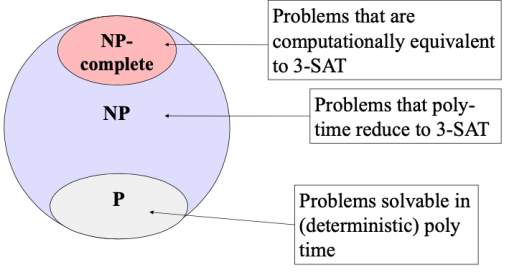 NP-
complete
Problems that are
computationally equivalent
to 3-SAT
NP
Problems that poly-
time reduce to 3-SAT
P
Problems solvable in
(deterministic) poly
time